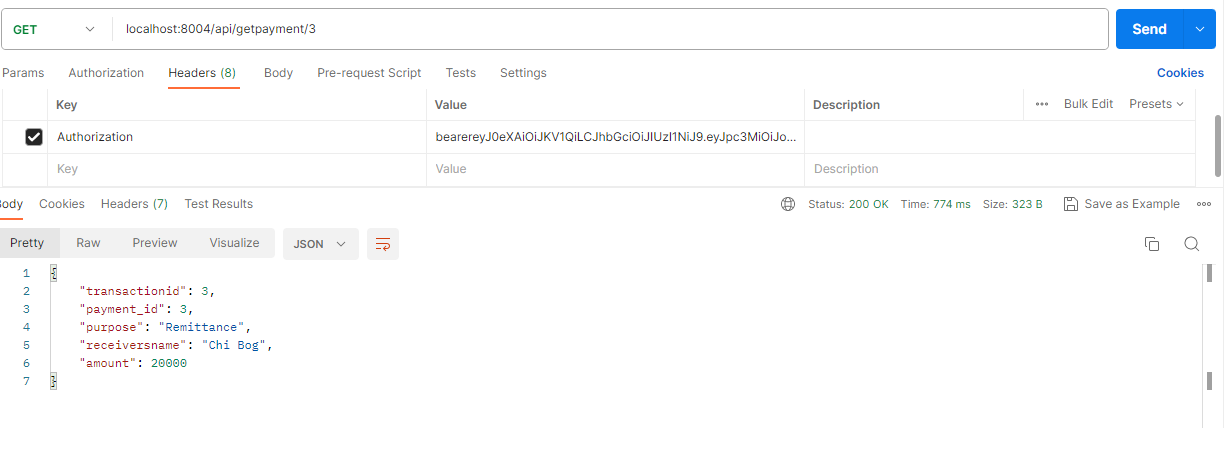 GET localhost:8004/api/getpayment/3 Send
Params Authorization Headers (8) Body Pre-request Script Tests Settings Cookies
Key Value Description ••• Bulk Edit Presets
Authorization bearereyJ0eXAiOiJKV1QiLCJhbGciOiJIUzI1NiJ9.eyJpc3MiOiJo...
Key Value Description
ody Cookies Headers (7) Test Results Status: 200 OK Time: 774 ms Size: 323 B Save as Example
Pretty Raw Preview Visualize JSON
1 {
2 "transactionid": 3,
3 "payment_id": 3,
4 "purpose": "Remittance",
5 "receiversname": "Chi Bog",
6 "amount": 20000
7 }